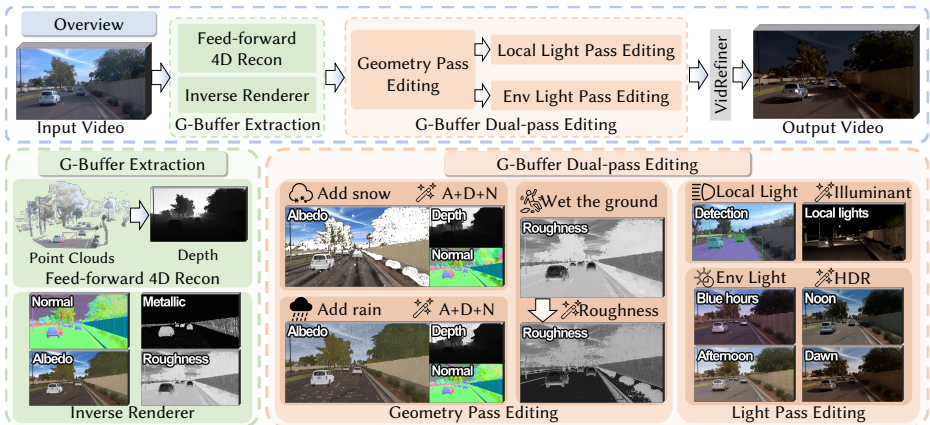 Overview
Input Video
Feed-forward
4D Recon
Inverse Renderer
G-Buffer Extraction
Geometry Pass
Editing
Local Light Pass Editing
Env Light Pass Editing
G-Buffer Dual-pass Editing
VidRefiner
Output Video
G-Buffer Extraction
Point Clouds
Depth
Feed-forward 4D Recon
Normal
Metallic
Albedo
Roughness
Inverse Renderer
G-Buffer Dual-pass Editing
Add snow
A+D+N
Albedo
Depth
Normal
Add rain
A+D+N
Albedo
Depth
Normal
Wet the ground
Roughness
Roughness
Roughness
Geometry Pass Editing
Local Light
Illuminant
Detection
Local lights
Env Light
HDR
Blue hours
Noon
Afternoon
Dawn
Light Pass Editing